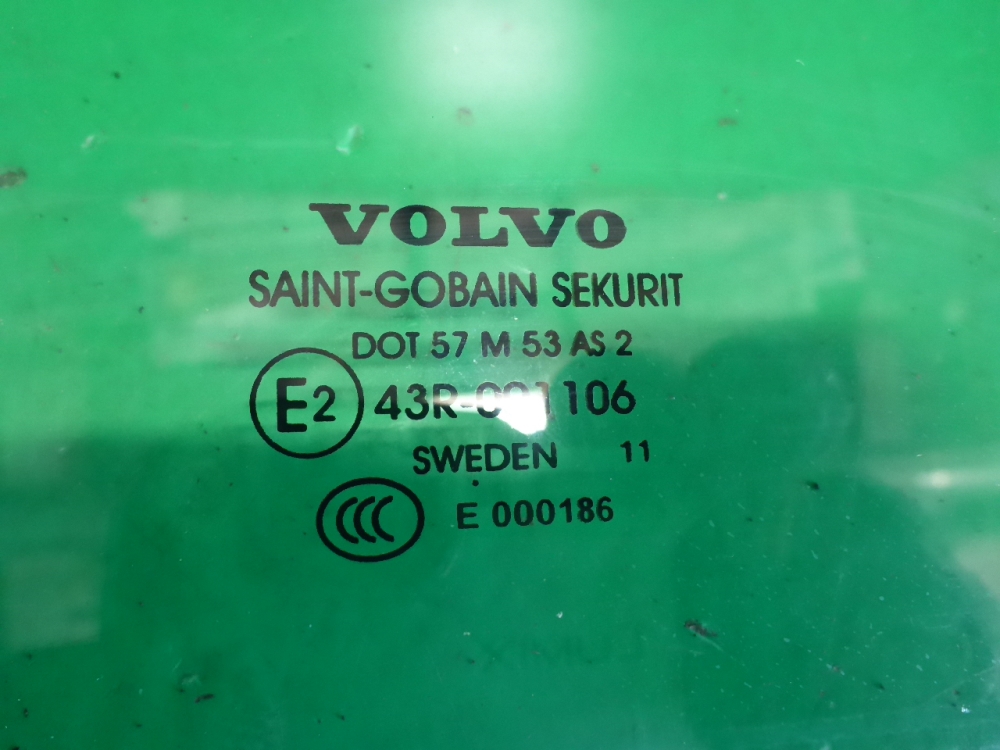 VOLVO
SAINT-GOBAIN SEKURIT
DOT 57 M 53 AS 2
E2 43R-001106
SWEDEN 11
CCC E 000186